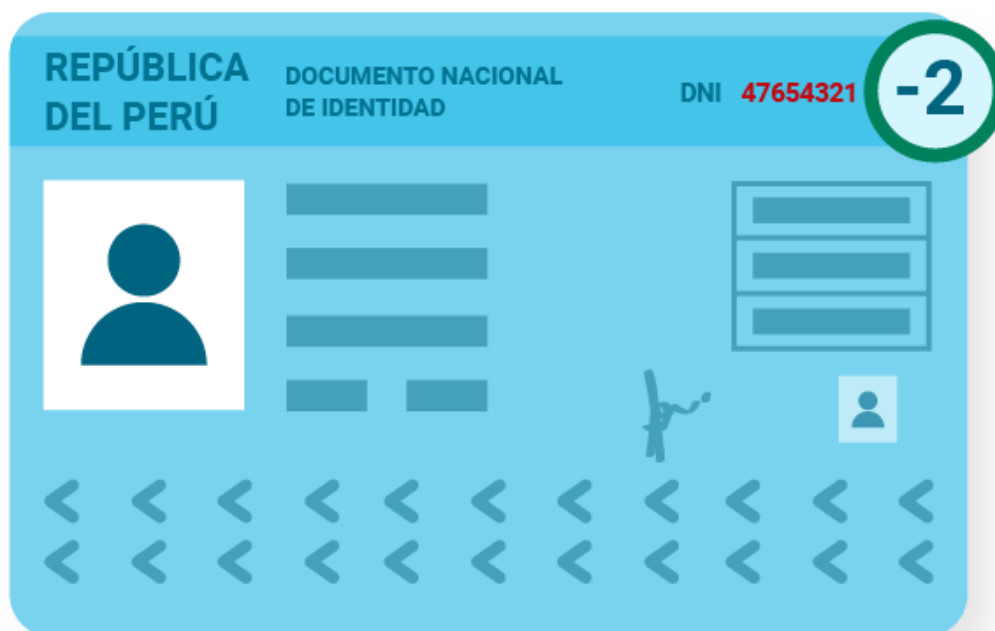 REPÚBLICA
DEL PERÚ
DOCUMENTO NACIONAL
DE IDENTIDAD
DNI 47654321 -2